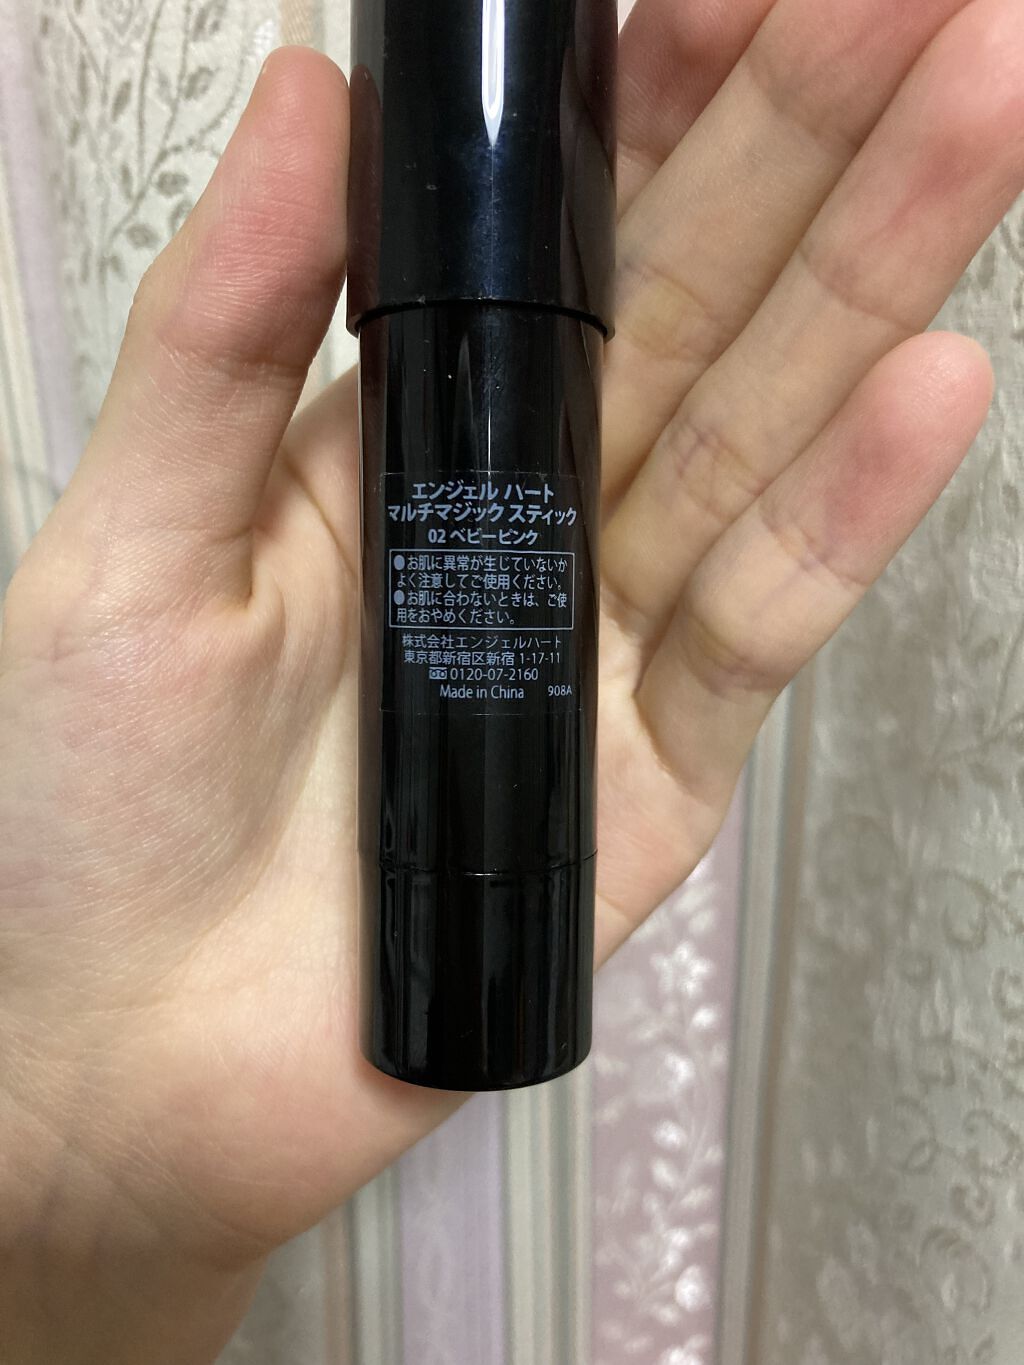 エンジェル ハート
マルチマジック スティック
02 ベビーピンク
●お肌に異常が生じていないか
よく注意してご使用ください。
●お肌に合わないときは、ご使
用をおやめください。
株式会社エンジェルハート
東京都新宿区新宿 1-17-11
0120-07-2160
Made in China 908A